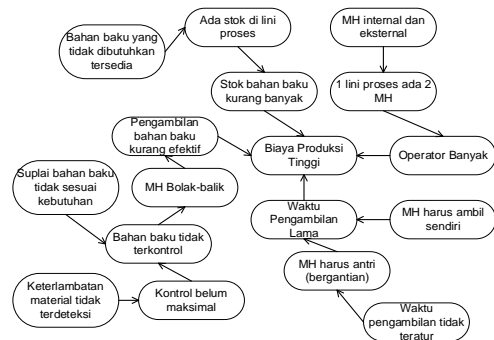 Bahan baku yang
tidak dibutuhkan
tersedia
Ada stok di lini
proses
MH internal dan
eksternal
Stok bahan baku
kurang banyak
1 lini proses ada 2
MH
Pengambilan
bahan baku
kurang efektif
Biaya Produksi
Tinggi
Operator Banyak
Suplai bahan baku
tidak sesuai
kebutuhan
MH Bolak-balik
Waktu
Pengambilan
Lama
MH harus ambil
sendiri
Bahan baku tidak
terkontrol
MH harus antri
(bergantian)
Keterlambatan
material tidak
terdeteksi
Kontrol belum
maksimal
Waktu
pengambilan tidak
teratur